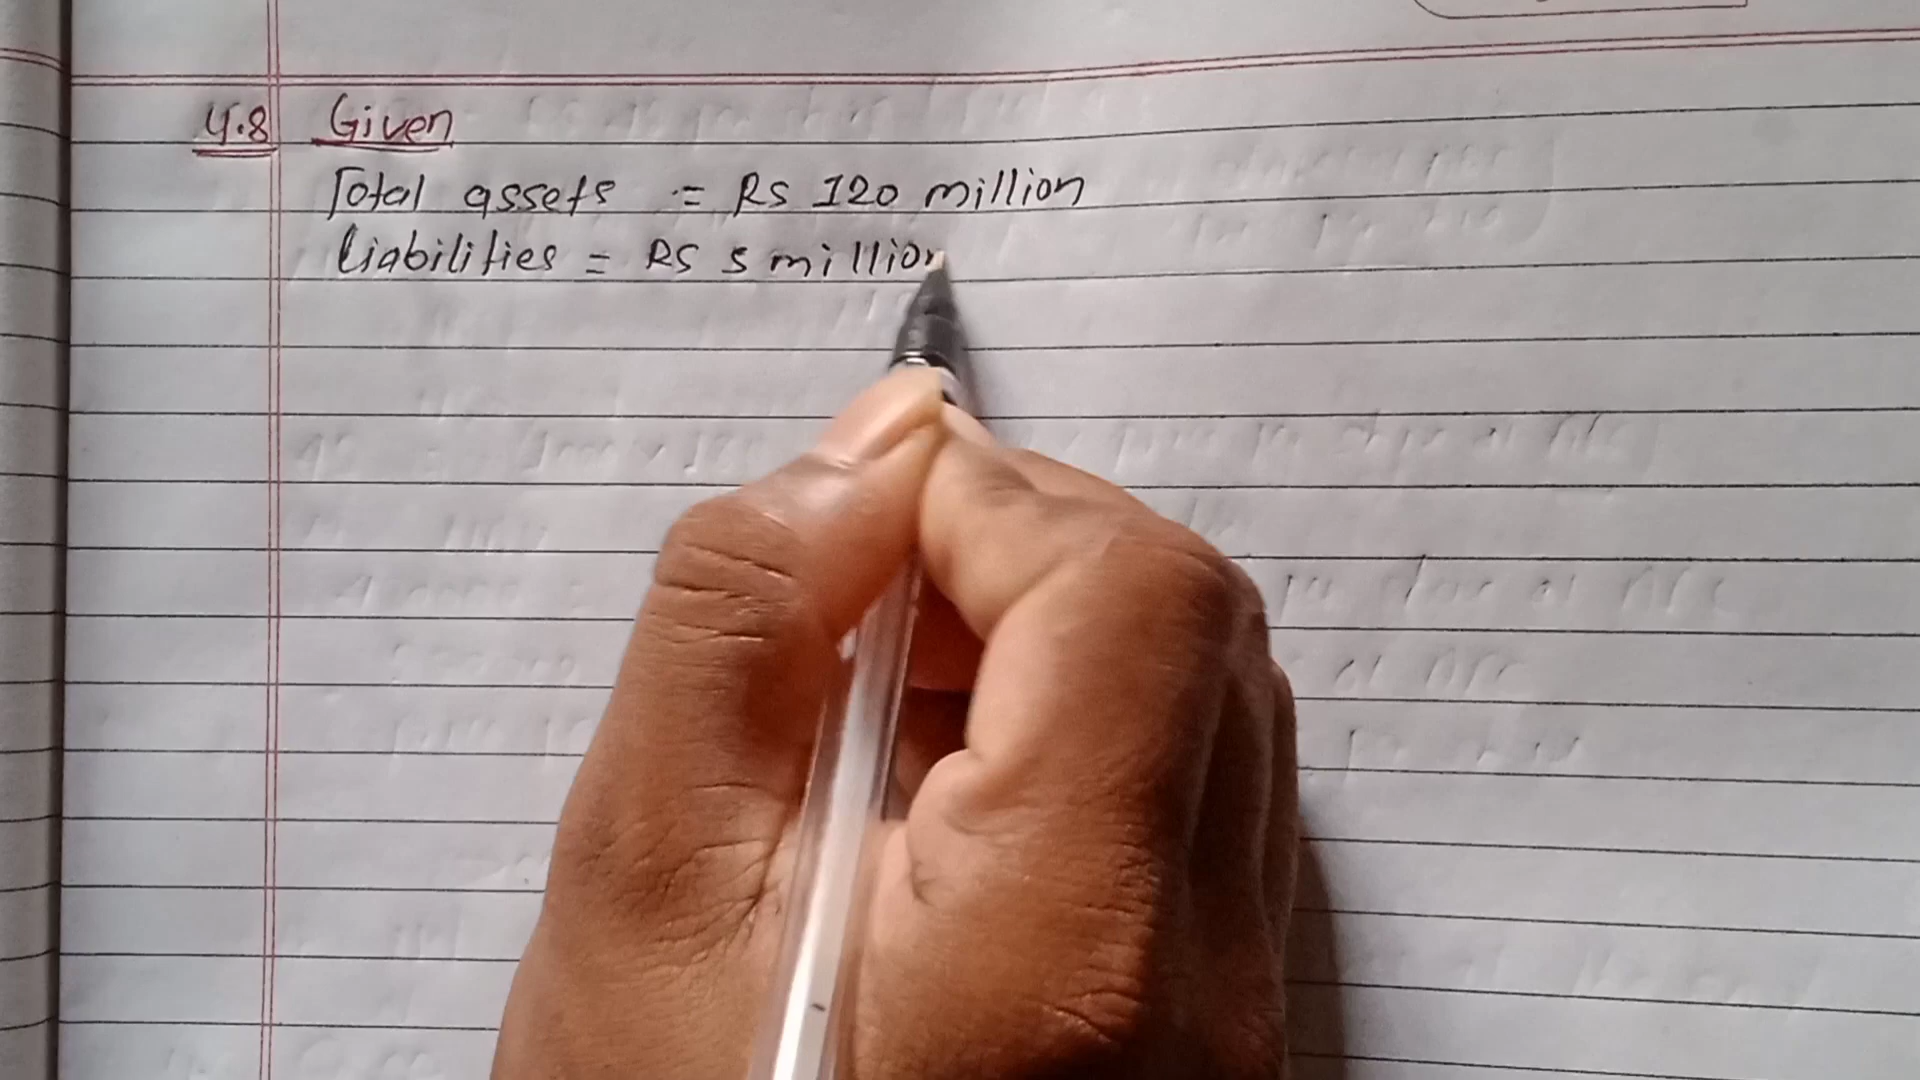 4.8 Given
Total assets = RS 120 million
Liabilities = RS 5 million